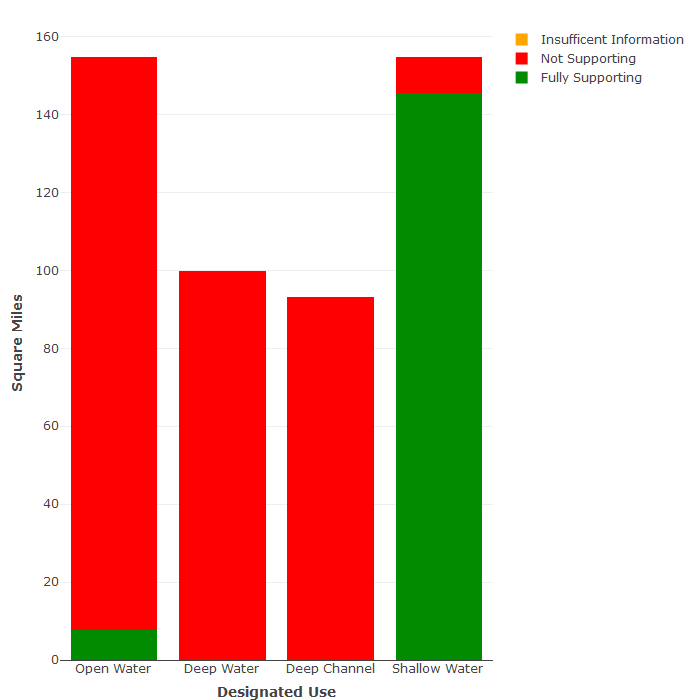 160
140
120
100
80
60
40
20
0
Square Miles
Open Water
Deep Water
Deep Channel
Shallow Water
Designated Use
Insufficent Information
Not Supporting
Fully Supporting